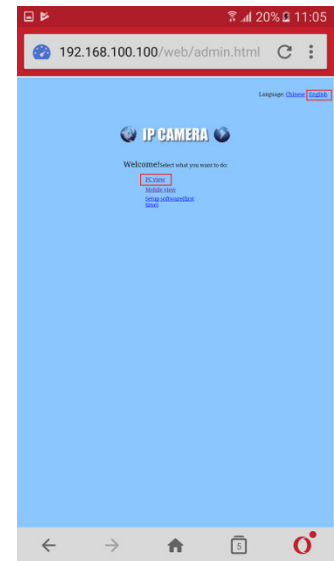 20% 11:05
192.168.100.100/web/admin.html
Language: Chinese English
IP CAMERA
Welcome!Select what you want to do:
PC view
Mobile view
Setup software(first
time)
5